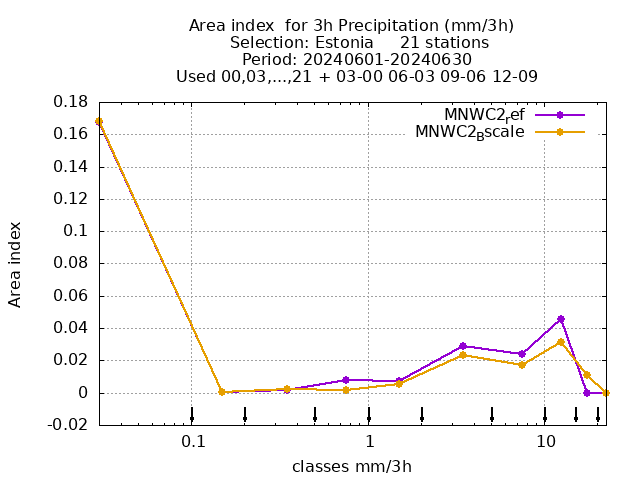 Area index  for 3h Precipitation (mm/3h)
Selection: Estonia     21 stations
Period: 20240601-20240630
Used 00,03,...,21 + 03-00 06-03 09-06 12-09
MNWC2ref
MNWC2Bscale
0.18
0.16
0.14
0.12
0.1
0.08
0.06
0.04
0.02
0
-0.02
Area index
0.1 1 10
classes mm/3h